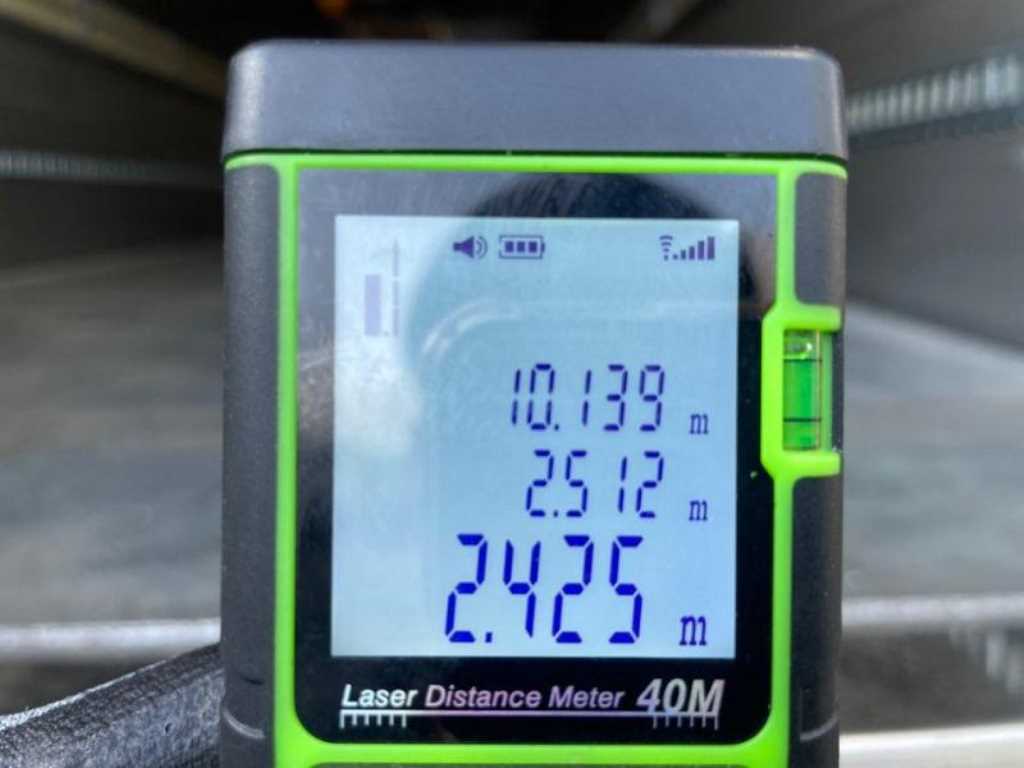 10.139 m
2.512 m
2.425 m
Laser Distance Meter 40M